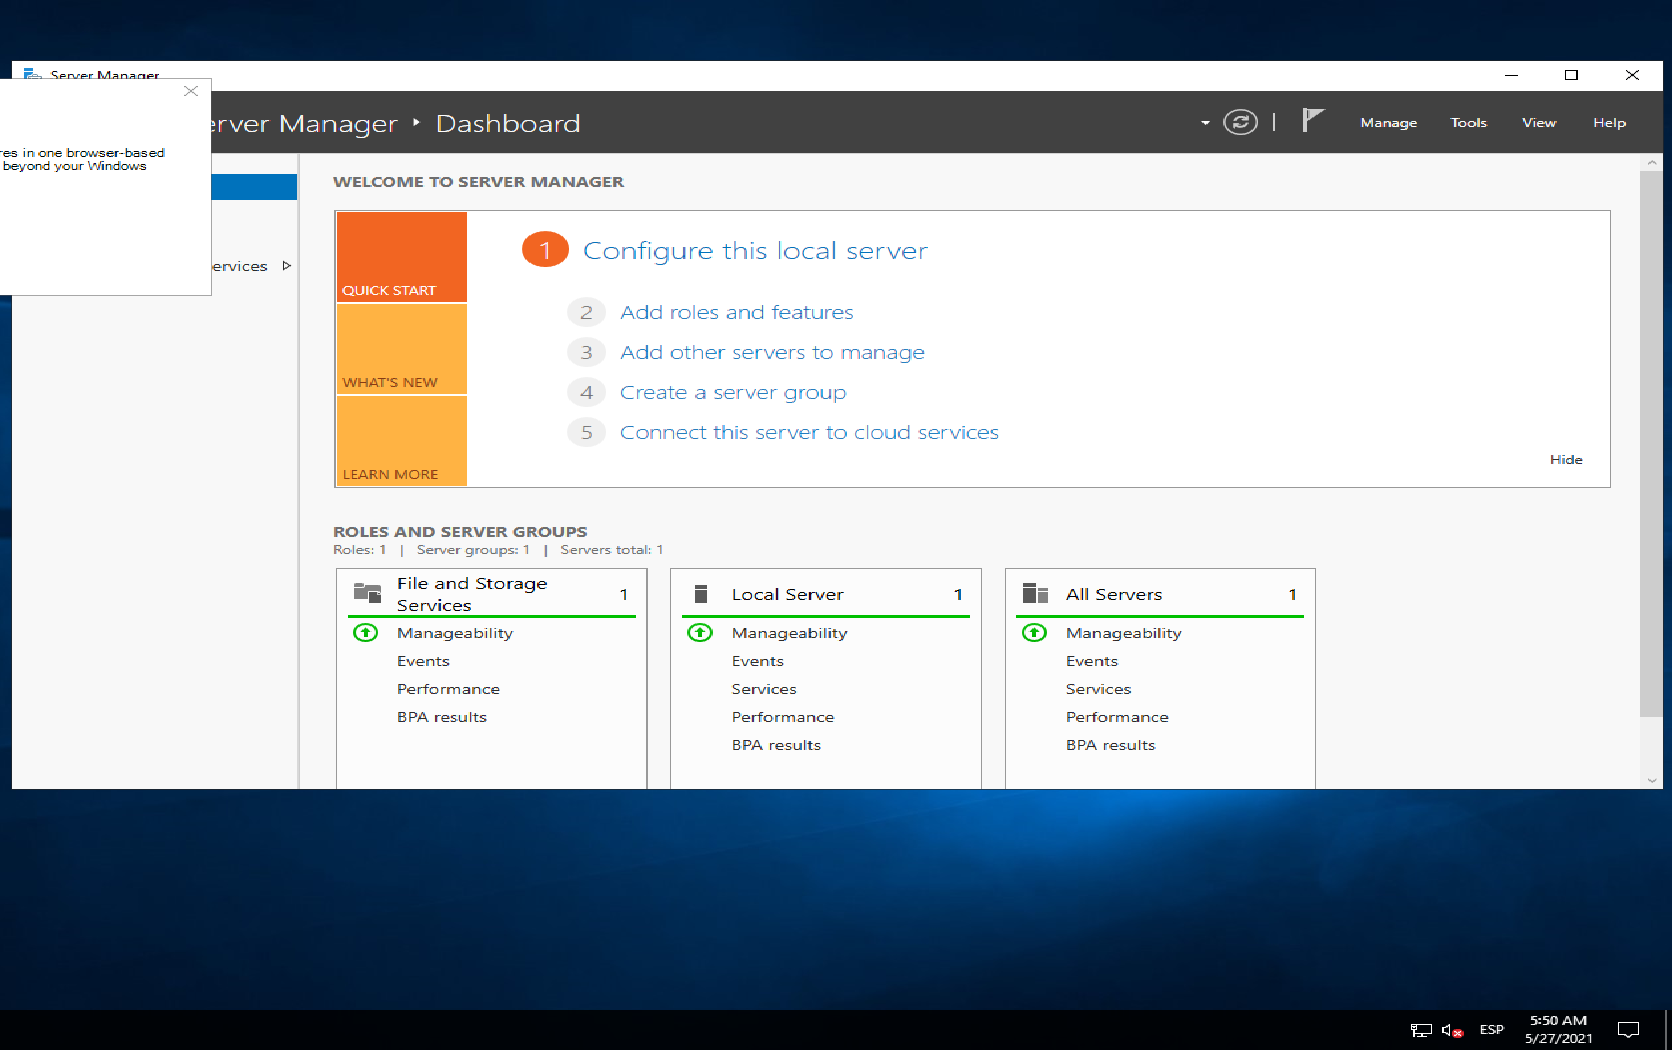 Server Manager
res in one browser-based
beyond your Windows
erver Manager ‣ Dashboard
Manage
Tools
View
Help
ervices
WELCOME TO SERVER MANAGER
QUICK START
WHAT'S NEW
LEARN MORE
1 Configure this local server
2 Add roles and features
3 Add other servers to manage
4 Create a server group
5 Connect this server to cloud services
Hide
ROLES AND SERVER GROUPS
Roles: 1 | Server groups: 1 | Servers total: 1
File and Storage
Services
1
Manageability
Events
Performance
BPA results
Local Server 1
Manageability
Events
Services
Performance
BPA results
All Servers 1
Manageability
Events
Services
Performance
BPA results
ESP
5:50 AM
5/27/2021